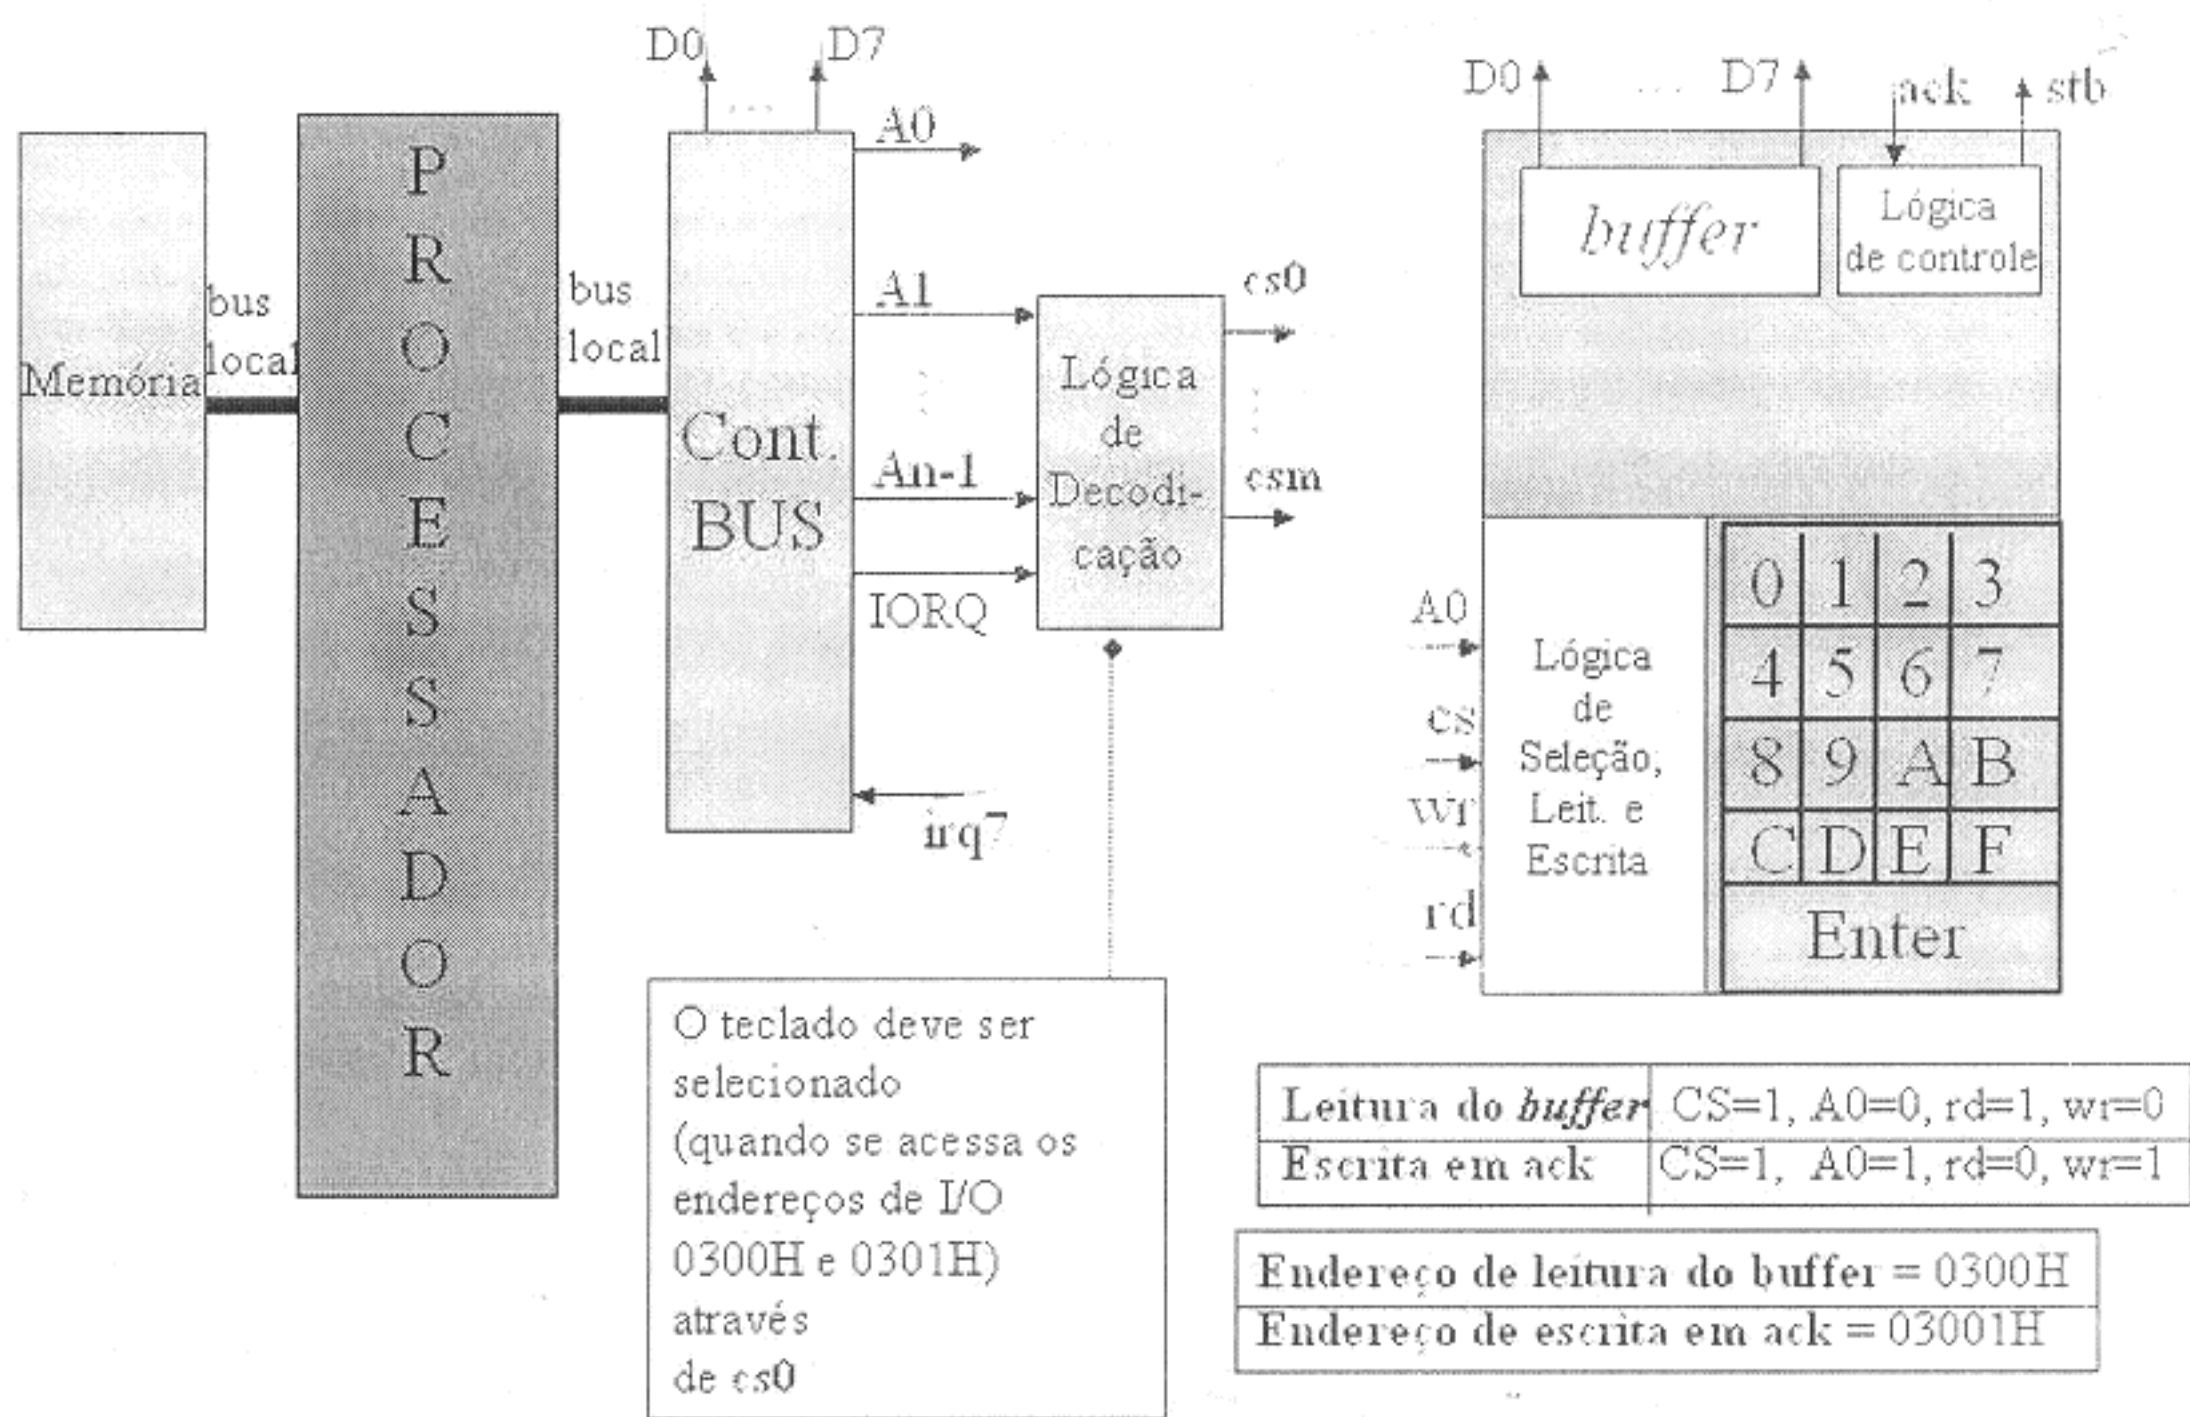 Memória
bus
local
P
R
O
C
E
S
S
A
D
O
R
bus
local
D0
D7
Cont.
BUS
A0
A1
An-1
IORQ
irq7
Lógica
de
Decodi-
cação
cs0
csm
O teclado deve ser
selecionado
(quando se acessa os
endereços de I/O
0300H e 0301H)
através
de cs0
D0
...
D7
ack
stb
buffer
Lógica
de controle
A0
cs
wr
rd
Lógica
de
Seleção,
Leit. e
Escrita
0 1 2 3
4 5 6 7
8 9 A B
C D E F
Enter
Leitura do buffer CS=1, A0=0, rd=1, wr=0
Escrita em ack CS=1, A0=1, rd=0, wr=1
Endereço de leitura do buffer = 0300H
Endereço de escrita em ack = 03001H